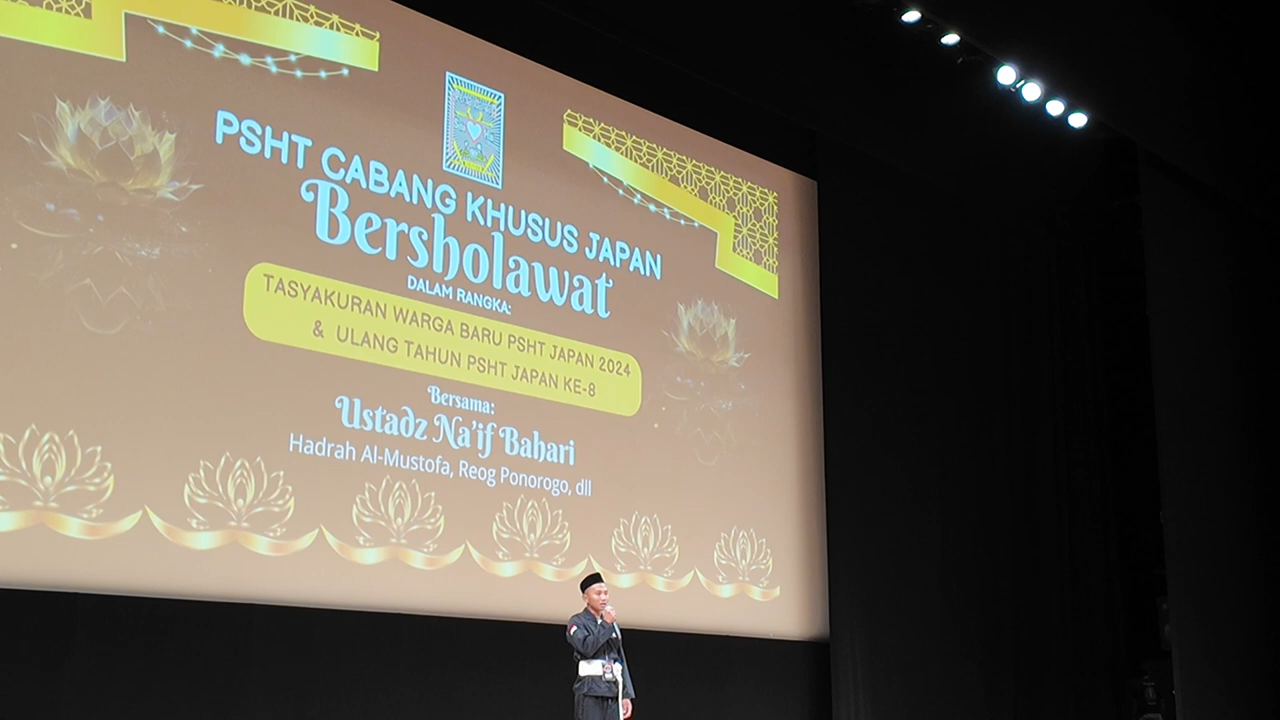 PSHT CABANG KHUSUS JAPAN
Bersholawat
DALAM RANGKA:
TASYAKURAN WARGA BARU PSHT JAPAN 2024
& ULANG TAHUN PSHT JAPAN KE-8
Bersama:
Ustadz Na'if Bahari
Hadrah Al-Mustofa, Reog Ponorogo, dll